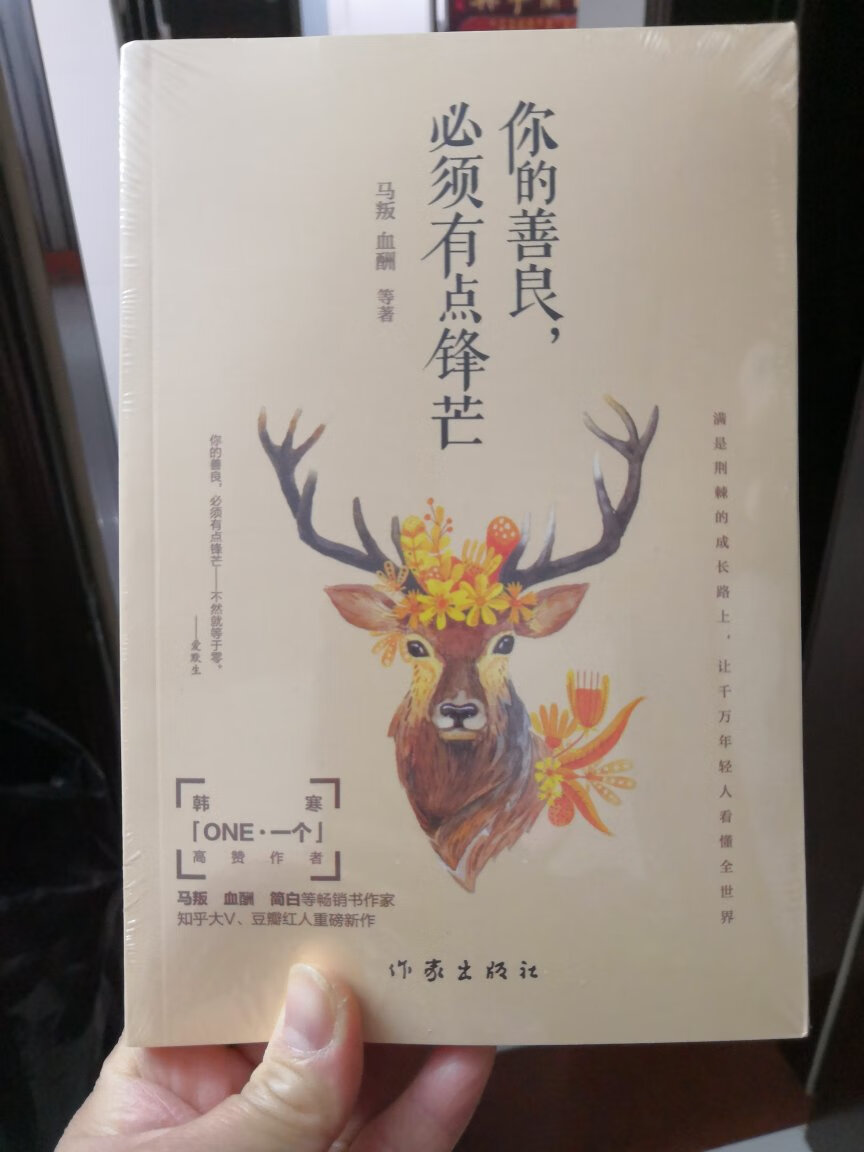 你的善良，
必须有点锋芒
马叛 血酬 等著
满是荆棘的成长路上，让千万年轻人看懂全世界
你的善良，必须有点锋芒——不然就等于零。
——爱默生
韩寒
「ONE·一个」
高赞作者
马叛 血酬 简白等畅销书作家
知乎大V、豆瓣红人重磅新作
作家出版社